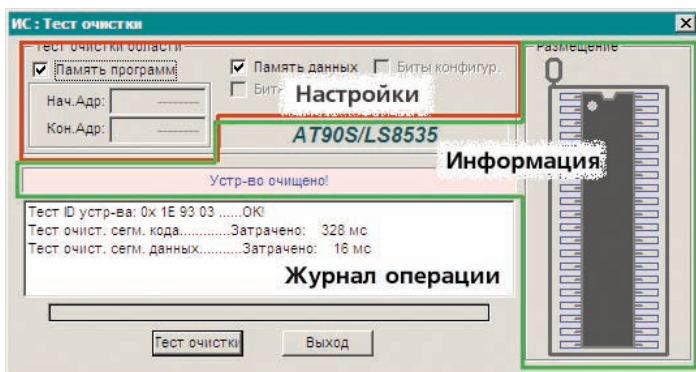 ИС : Тест очистки
Тест очистки области
Размещение
Память программ
Память данных
Биты конфигур.
Нач.Адр:
Бит
Настройки
Кон.Адр:
AT90S/LS8535
Информация
Устр-во очищено!
Тест ID устр-ва: 0x 1E 93 03 ......OK!
Тест очист. сегм. кода............Затрачено: 328 мс
Тест очист. сегм. данных..........Затрачено: 16 мс
Журнал операции
Тест очистки
Выход